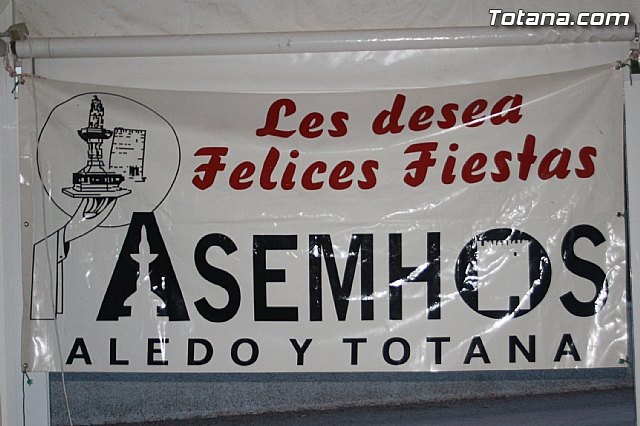 Totana.com
Les desea
Felices Fiestas
ASEMHOS
ALEDO Y TOTANA